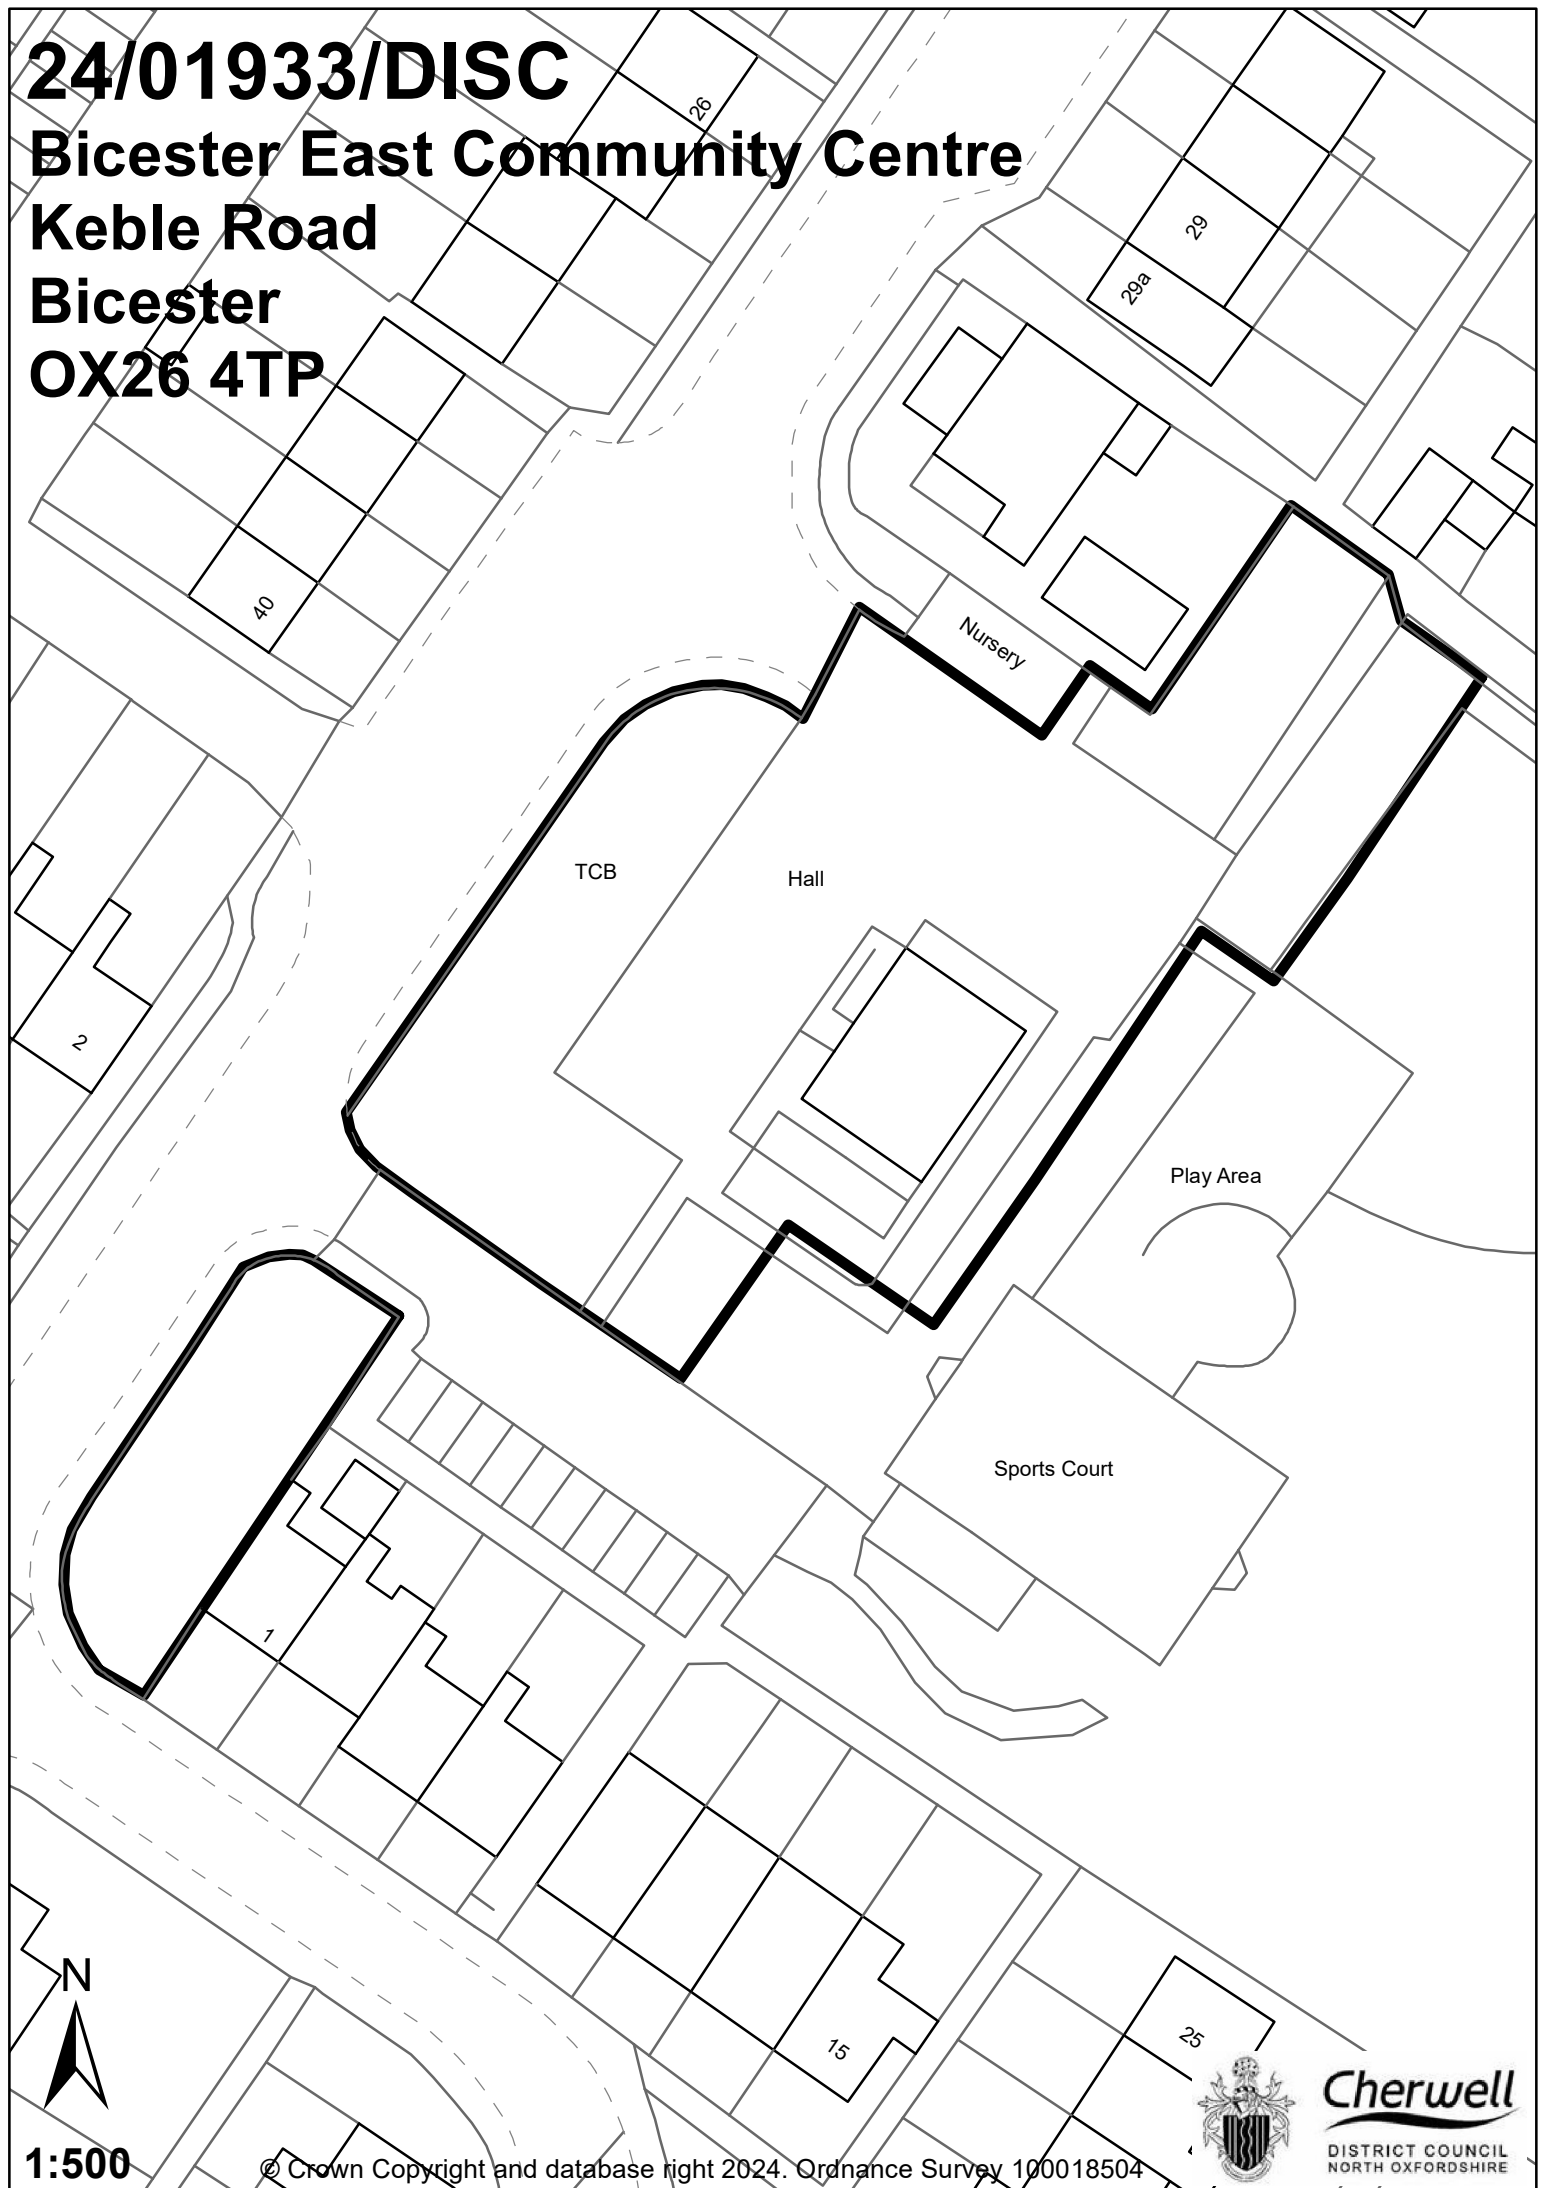 24/01933/DISC
Bicester East Community Centre
Keble Road
Bicester
OX26 4TP
26
29
29a
40
Nursery
TCB
Hall
2
Play Area
Sports Court
1
15
25
N
1:500
© Crown Copyright and database right 2024. Ordnance Survey 100018504
Cherwell
DISTRICT COUNCIL
NORTH OXFORDSHIRE